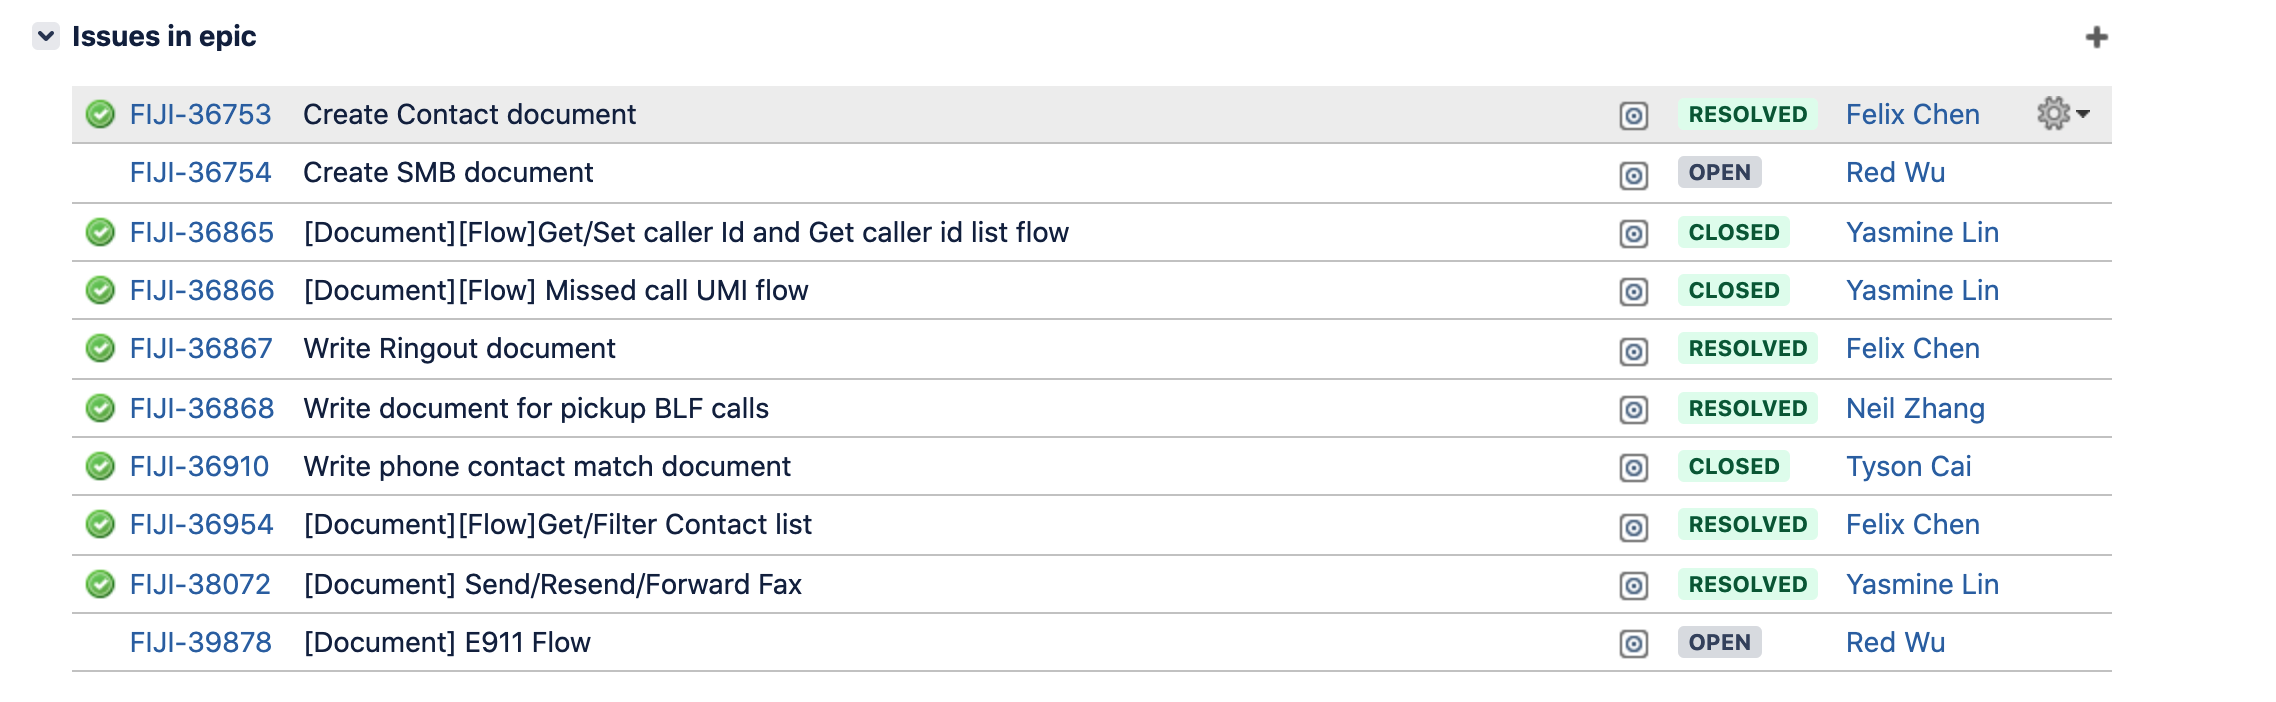 Issues in epic
FIJI-36753 Create Contact document RESOLVED Felix Chen
FIJI-36754 Create SMB document OPEN Red Wu
FIJI-36865 [Document][Flow]Get/Set caller Id and Get caller id list flow CLOSED Yasmine Lin
FIJI-36866 [Document][Flow] Missed call UMI flow CLOSED Yasmine Lin
FIJI-36867 Write Ringout document RESOLVED Felix Chen
FIJI-36868 Write document for pickup BLF calls RESOLVED Neil Zhang
FIJI-36910 Write phone contact match document CLOSED Tyson Cai
FIJI-36954 [Document][Flow]Get/Filter Contact list RESOLVED Felix Chen
FIJI-38072 [Document] Send/Resend/Forward Fax RESOLVED Yasmine Lin
FIJI-39878 [Document] E911 Flow OPEN Red Wu